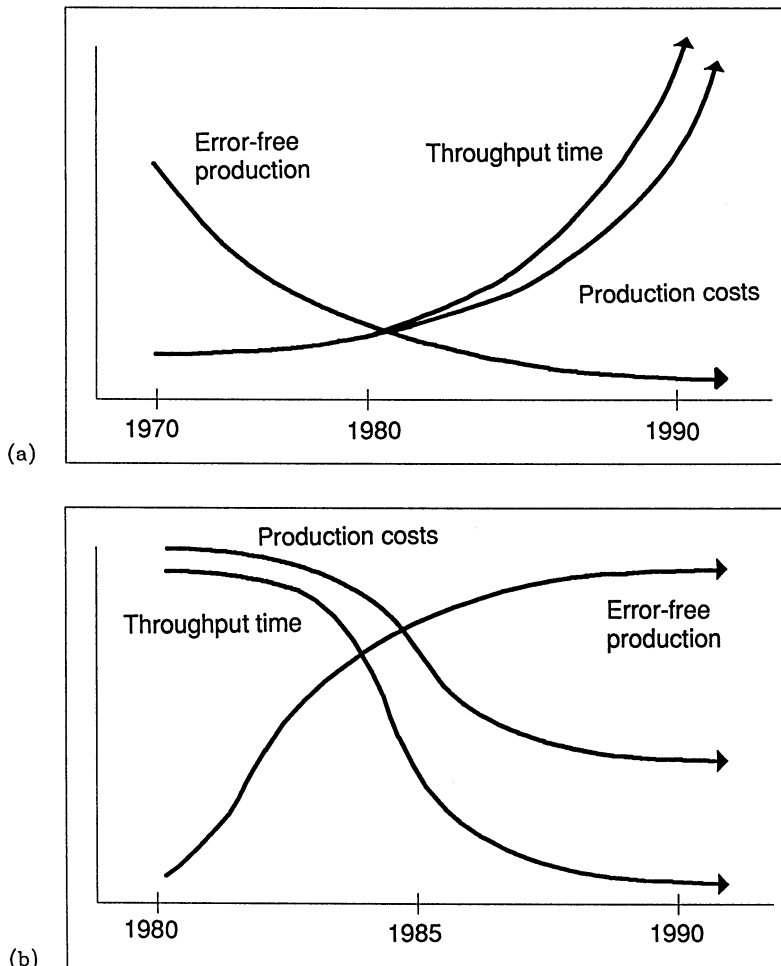 Error-free
production
Throughput time
Production costs
1970
1980
1990
(a)
Production costs
Throughput time
Error-free
production
1980
1985
1990
(b)